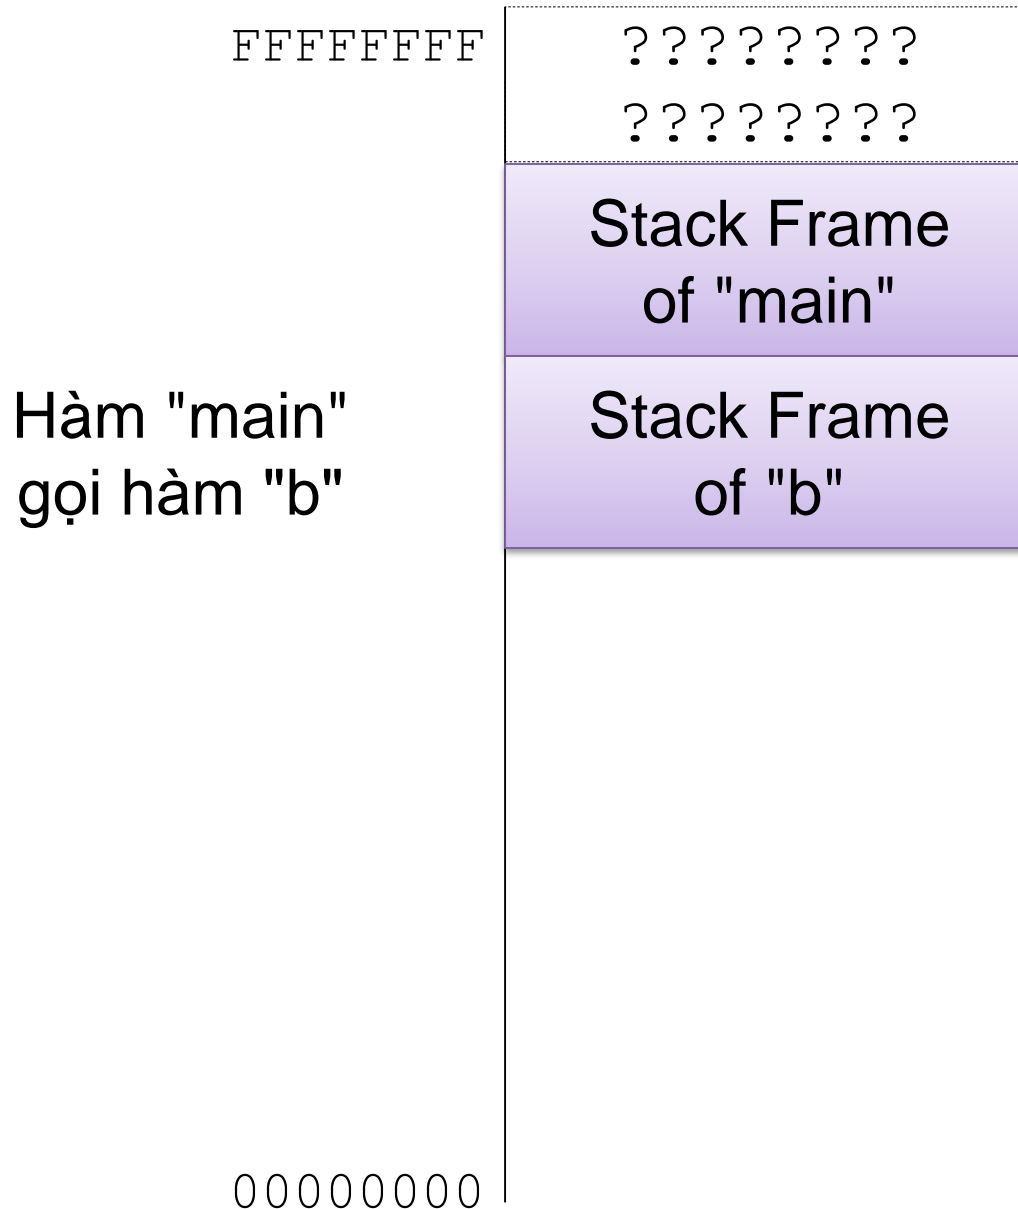 FFFFFFFF
????????
????????
Stack Frame
of "main"
Hàm "main"
gọi hàm "b"
Stack Frame
of "b"
00000000